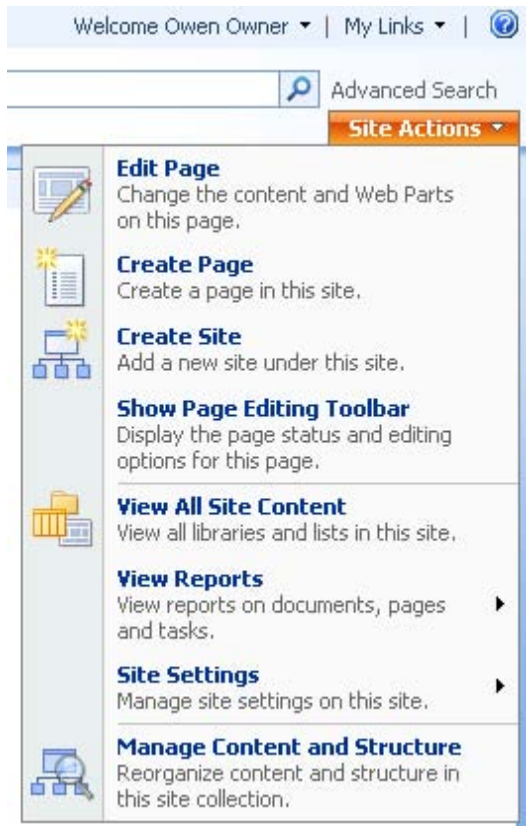 Welcome Owen Owner | My Links |
Advanced Search
Site Actions
Edit Page
Change the content and Web Parts
on this page.
Create Page
Create a page in this site.
Create Site
Add a new site under this site.
Show Page Editing Toolbar
Display the page status and editing
options for this page.
View All Site Content
View all libraries and lists in this site.
View Reports
View reports on documents, pages
and tasks.
Site Settings
Manage site settings on this site.
Manage Content and Structure
Reorganize content and structure in
this site collection.